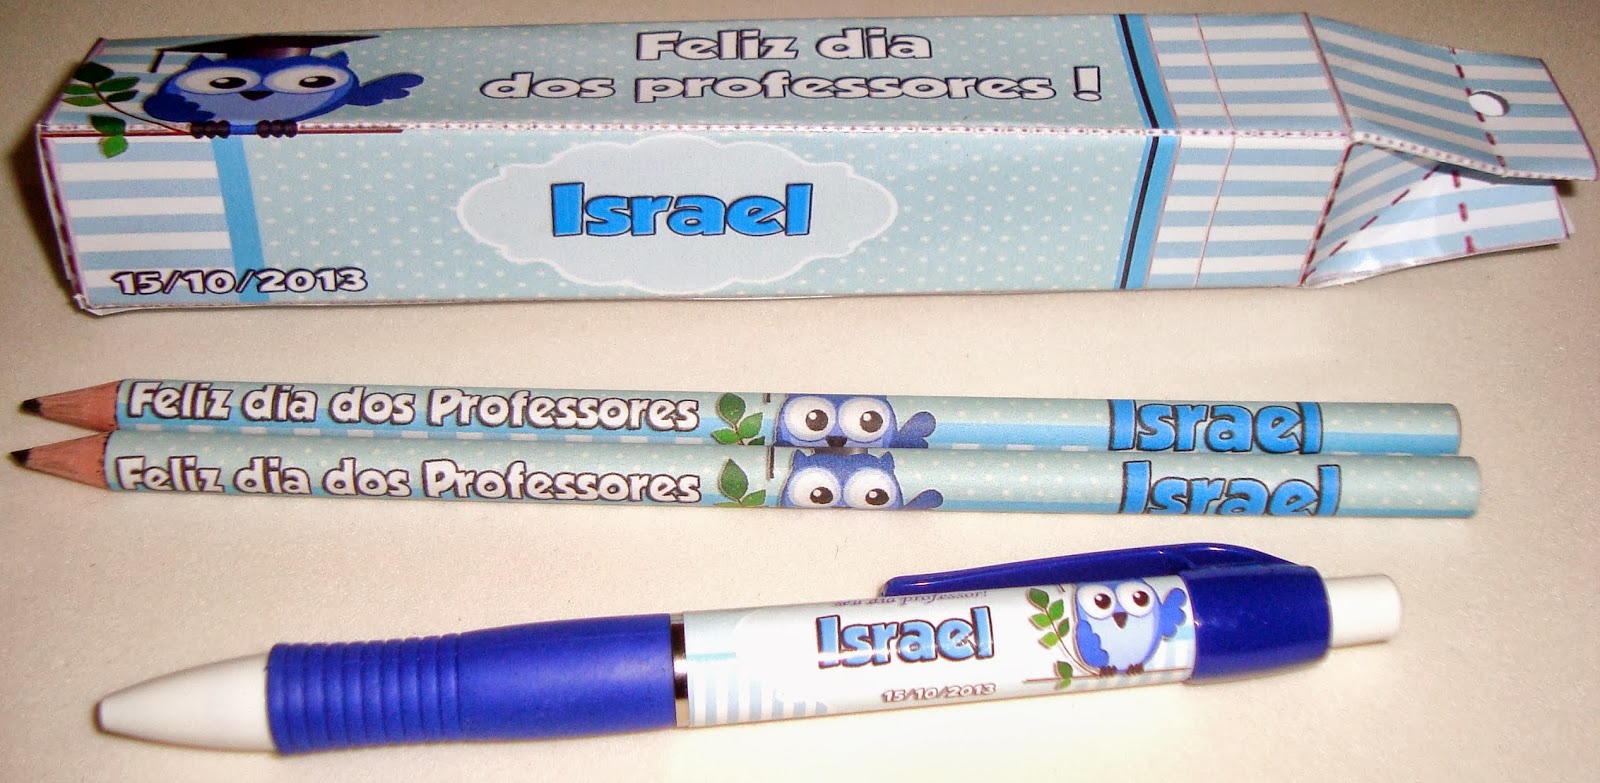 Feliz dia
dos professores !
Israel
15/10/2013
Feliz dia dos Professores
Israel
Feliz dia dos Professores
Israel
professor!
Israel
15/10/2013